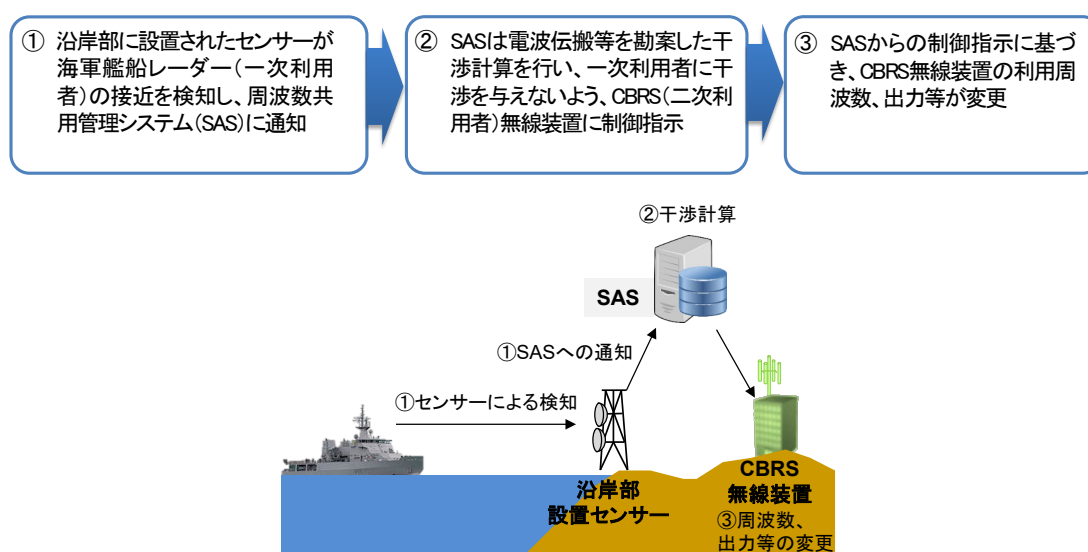 ① 沿岸部に設置されたセンサーが
海軍艦船レーダー(一次利用
者)の接近を検知し、周波数共
用管理システム(SAS)に通知
② SASは電波伝搬等を勘案した干
渉計算を行い、一次利用者に干
渉を与えないよう、CBRS(二次利
用者)無線装置に制御指示
③ SASからの制御指示に基づ
き、CBRS無線装置の利用周
波数、出力等が変更
②干渉計算
SAS
①SASへの通知
①センサーによる検知
沿岸部
設置センサー
CBRS
無線装置
③周波数、
出力等の変更